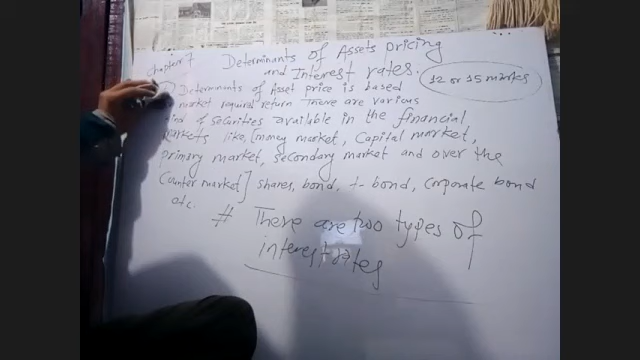 Chapter 7 Determinants of Assets pricing
and Interest rates.
12 or 15 marks
Determinants of Asset price is based
market required return There are various
kind of securities available in the financial
markets like, [money market, Capital market,
primary market, secondary market and over the
Counter market] shares, bond, t-bond, corporate bond
etc.
# There are two types of
interest rates